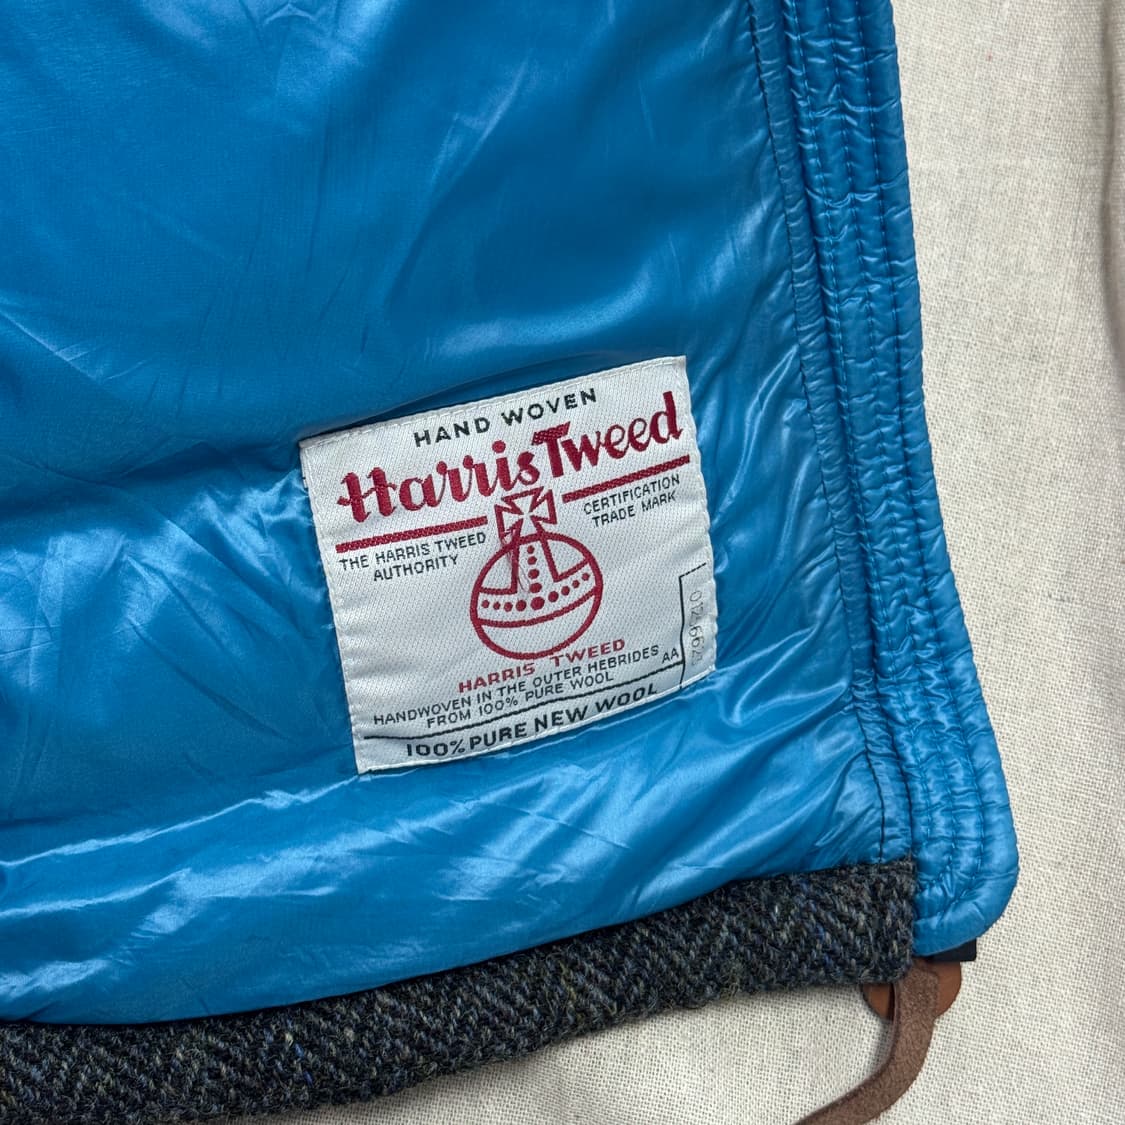 HAND WOVEN
Harris Tweed
THE HARRIS TWEED
AUTHORITY
CERTIFICATION
TRADE MARK
HARRIS TWEED
HANDWOVEN IN THE OUTER HEBRIDES
FROM 100% PURE WOOL
AA
100% PURE NEW WOOL